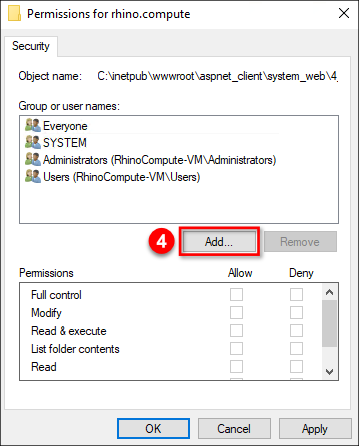 Permissions for rhino.compute
Security
Object name: C:\inetpub\wwwroot\aspnet_client\system_web\4_
Group or user names:
Everyone
SYSTEM
Administrators (RhinoCompute-VM\Administrators)
Users (RhinoCompute-VM\Users)
4 Add... Remove
Permissions Allow Deny
Full control
Modify
Read & execute
List folder contents
Read
OK Cancel Apply